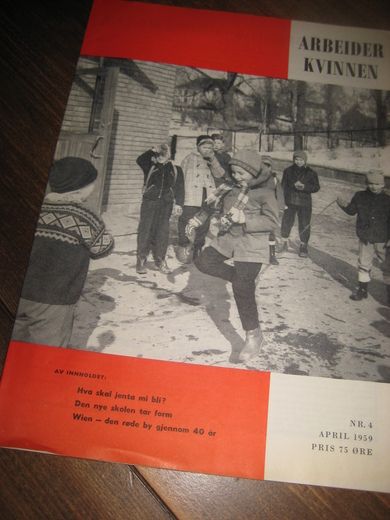 ARBEIDER
KVINNEN
AV INNHOLDET:
Hva skal jenta mi bli?
Den nye skolen tar form
Wien – den røde by gjennom 40 år
NR. 4
APRIL 1959
PRIS 75 ØRE